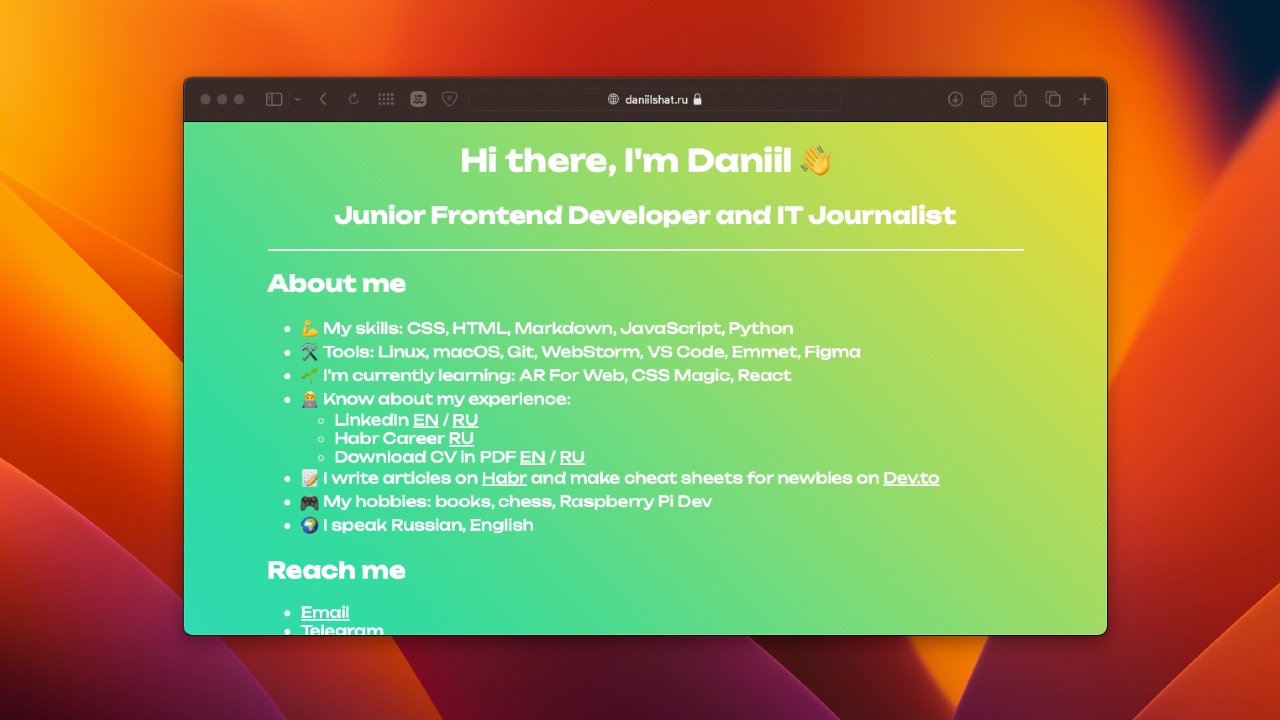 daniilshat.ru
Hi there, I'm Daniil 👋
Junior Frontend Developer and IT Journalist
About me
💪 My skills: CSS, HTML, Markdown, JavaScript, Python
🛠 Tools: Linux, macOS, Git, WebStorm, VS Code, Emmet, Figma
🌱 I'm currently learning: AR For Web, CSS Magic, React
👨‍💻 Know about my experience:
LinkedIn EN / RU
Habr Career RU
Download CV in PDF EN / RU
📝 I write articles on Habr and make cheat sheets for newbies on Dev.to
🎮 My hobbies: books, chess, Raspberry Pi Dev
🌍 I speak Russian, English
Reach me
Email
Telegram